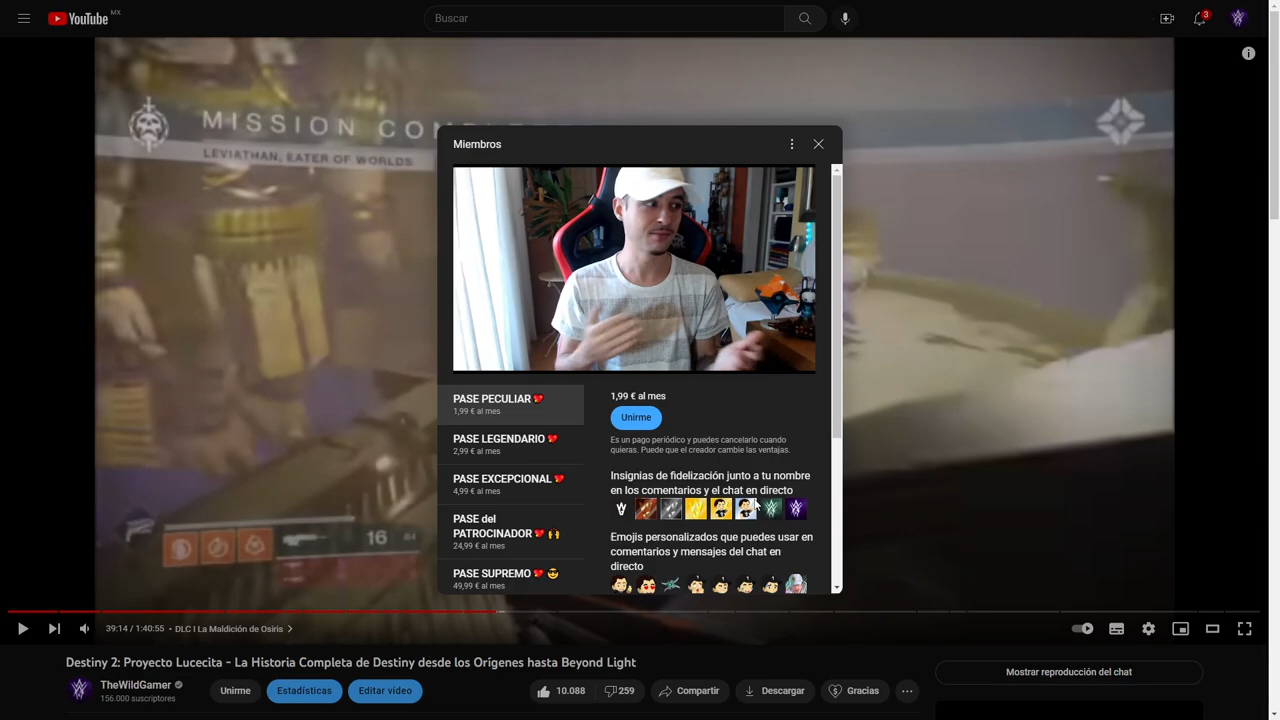 YouTube MX
Buscar
3
MISSION COMP
LEVIATHAN, EATER OF WORLDS
Miembros
PASE PECULIAR
1,99 € al mes
PASE LEGENDARIO
2,99 € al mes
PASE EXCEPCIONAL
4,99 € al mes
PASE del
PATROCINADOR
24,99 € al mes
PASE SUPREMO
49,99 € al mes
1,99 € al mes
Unirme
Es un pago periódico y puedes cancelarlo cuando
quieras. Puede que el creador cambie las ventajas.
Insignias de fidelización junto a tu nombre
en los comentarios y el chat en directo
Emojis personalizados que puedes usar en
comentarios y mensajes del chat en
directo
16
84
39:14 / 1:40:55 • DLC I La Maldición de Osiris
Destiny 2: Proyecto Lucecita - La Historia Completa de Destiny desde los Orígenes hasta Beyond Light
TheWildGamer
156.000 suscriptores
Unirme
Estadísticas
Editar vídeo
10.088
259
Compartir
Descargar
Gracias
Mostrar reproducción del chat